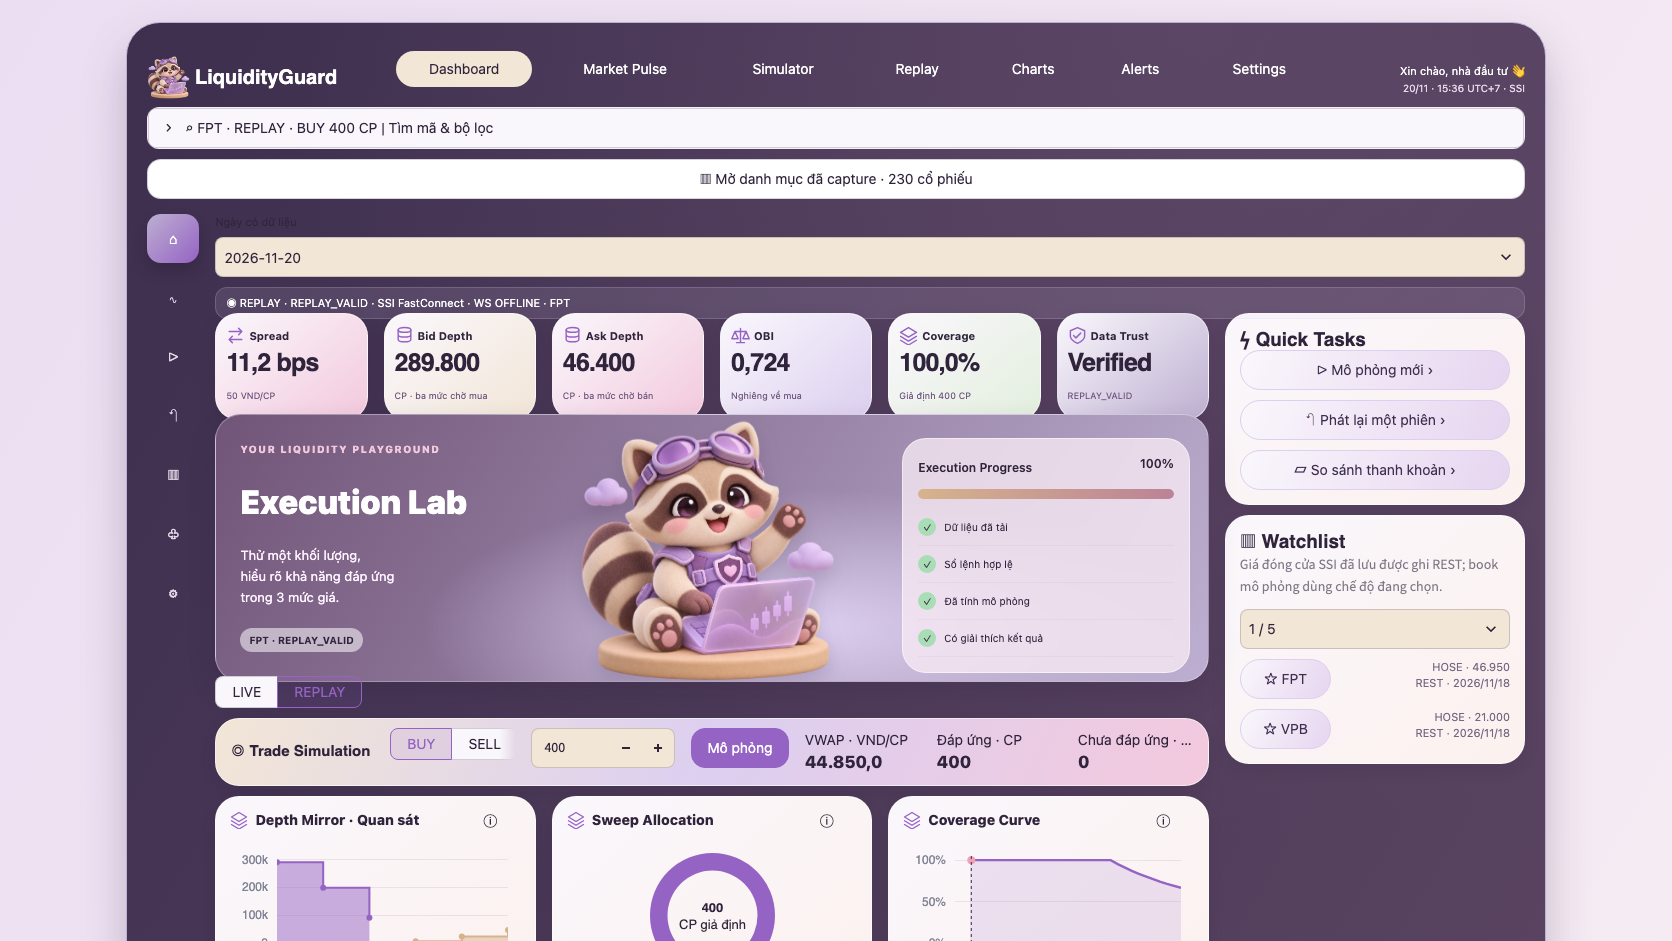 LiquidityGuard
Dashboard
Market Pulse
Simulator
Replay
Charts
Alerts
Settings
Xin chào, nhà đầu tư 👋
20/11 · 15:36 UTC+7 · SSI
FPT · REPLAY · BUY 400 CP | Tìm mã & bộ lọc
Mở danh mục đã capture · 230 cổ phiếu
Ngày có dữ liệu
2026-11-20
◉ REPLAY · REPLAY_VALID · SSI FastConnect · WS OFFLINE · FPT
Spread
11,2 bps
50 VND/CP
Bid Depth
289.800
CP · ba mức chờ mua
Ask Depth
46.400
CP · ba mức chờ bán
OBI
0,724
Nghiêng về mua
Coverage
100,0%
Giả định 400 CP
Data Trust
Verified
REPLAY_VALID
Quick Tasks
Mô phỏng mới ›
Phát lại một phiên ›
So sánh thanh khoản ›
YOUR LIQUIDITY PLAYGROUND
Execution Lab
Thử một khối lượng,
hiểu rõ khả năng đáp ứng
trong 3 mức giá.
FPT · REPLAY_VALID
Execution Progress
100%
Dữ liệu đã tải
Sổ lệnh hợp lệ
Đã tính mô phỏng
Có giải thích kết quả
Watchlist
Giá đóng cửa SSI đã lưu được ghi REST; book
mô phỏng dùng chế độ đang chọn.
1 / 5
FPT
HOSE · 46.950
REST · 2026/11/18
VPB
HOSE · 21.000
REST · 2026/11/18
LIVE
REPLAY
Trade Simulation
BUY
SELL
400
Mô phỏng
VWAP · VND/CP
44.850,0
Đáp ứng · CP
400
Chưa đáp ứng · ...
0
Depth Mirror · Quan sát
300k
200k
100k
Sweep Allocation
400
CP giả định
Coverage Curve
100%
50%